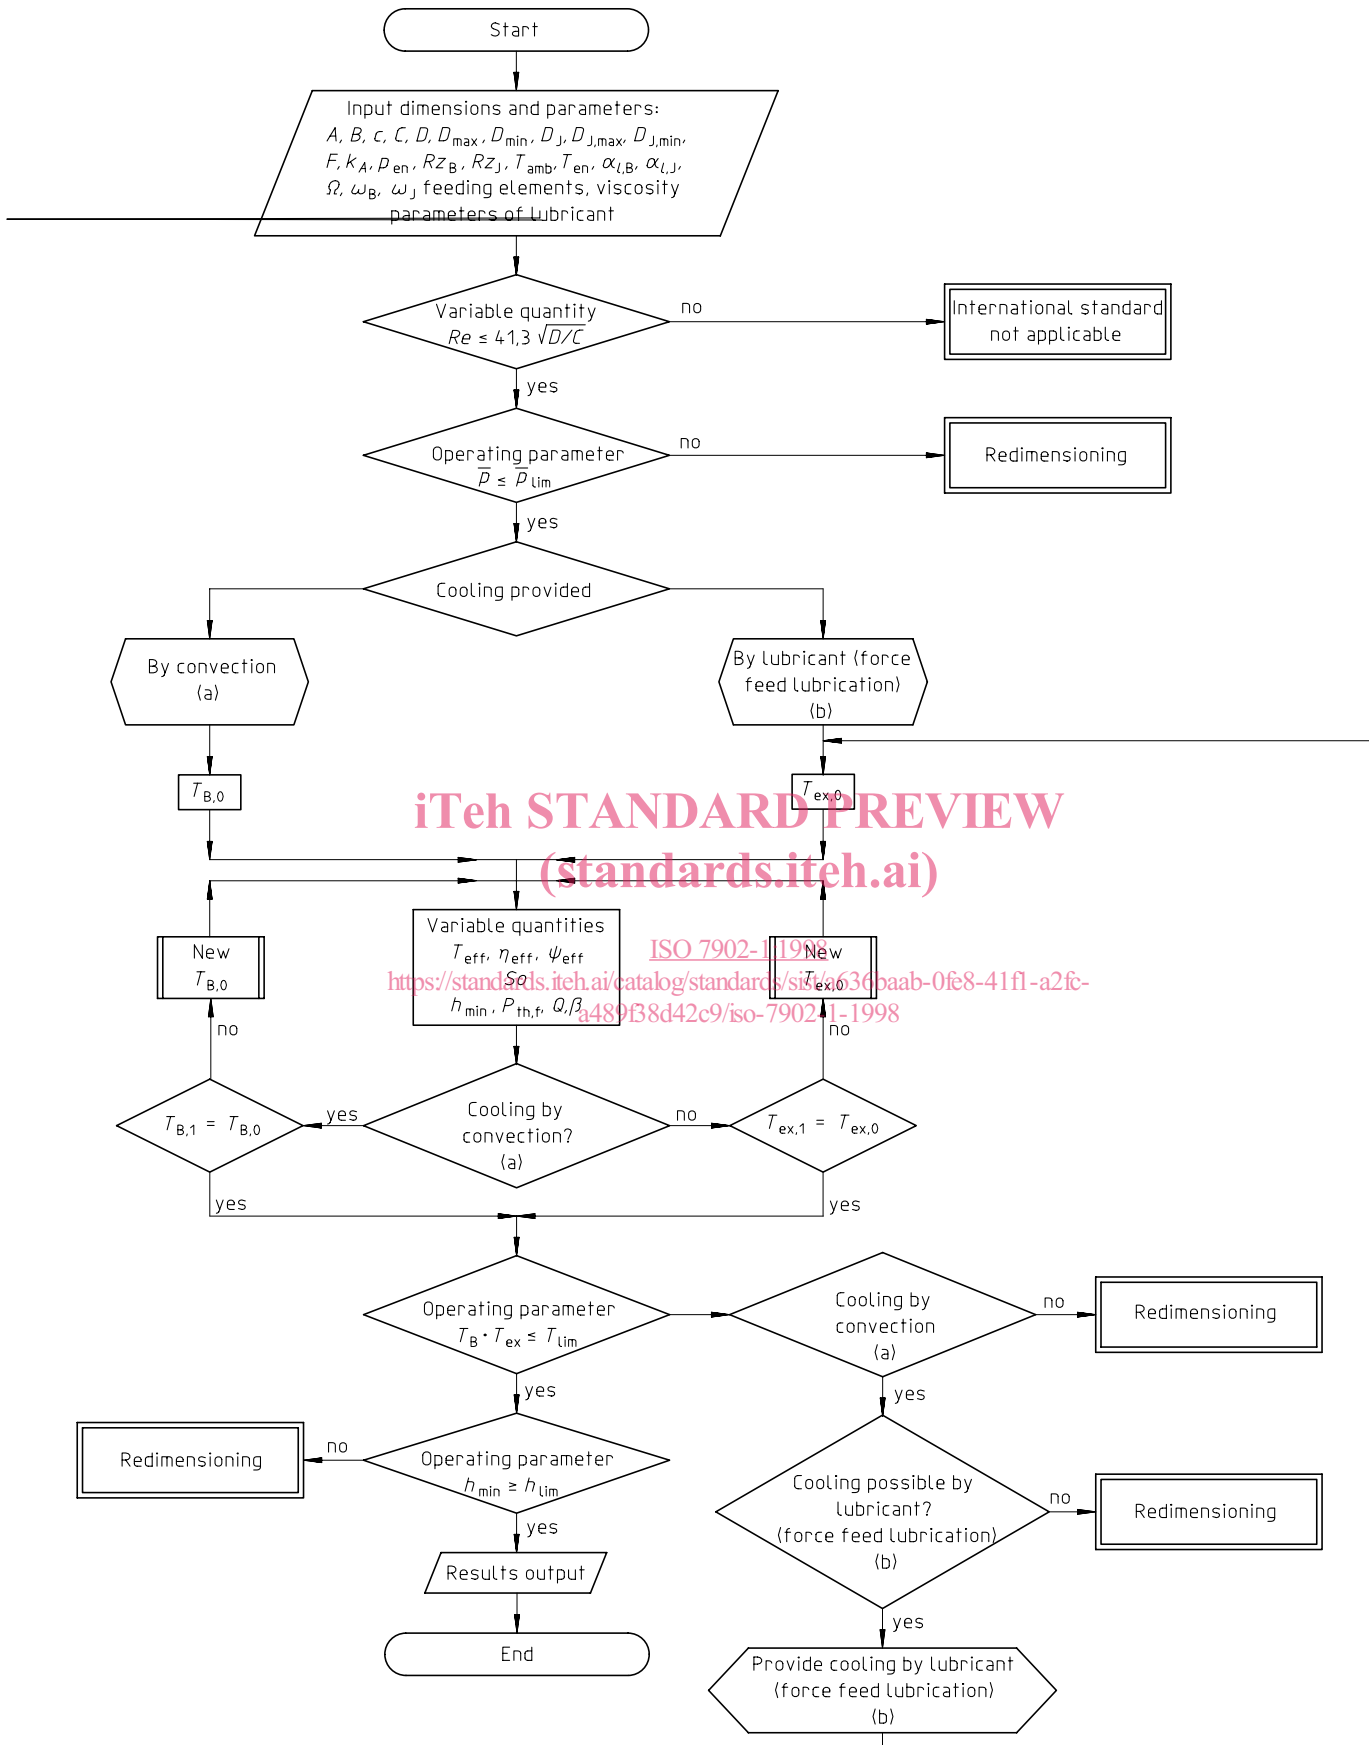 Start
Input dimensions and parameters:
A, B, c, C, D, Dmax, Dmin, DJ, DJ,max, DJ,min,
F, kA, pen, RzB, RzJ, Tamb, Ten, αl,B, αl,J,
Ω, ωB, ωJ feeding elements, viscosity
parameters of lubricant
Variable quantity
Re ≤ 41,3 √D/C
no
International standard
not applicable
yes
Operating parameter
p̅ ≤ p̅lim
no
Redimensioning
yes
Cooling provided
By convection
(a)
By lubricant (force
feed lubrication)
(b)
TB,0
Tex,0
iTeh STANDARD PREVIEW
(standards.iteh.ai)
New
TB,0
Variable quantities
Teff, ηeff, ψeff
So
hmin, Pth,f, Q,β
New
Tex,0
ISO 7902-1:1998
https://standards.iteh.ai/catalog/standards/sist/a636baab-0fe8-41f1-a2fc-
a489f38d42c9/iso-7902-1-1998
no
no
TB,1 = TB,0
yes
Cooling by
convection?
(a)
no
Tex,1 = Tex,0
yes
yes
Operating parameter
TB · Tex ≤ Tlim
Cooling by
convection
(a)
no
Redimensioning
yes
yes
Redimensioning
no
Operating parameter
hmin ≥ hlim
Cooling possible by
lubricant?
(force feed lubrication)
(b)
no
Redimensioning
yes
Results output
yes
End
Provide cooling by lubricant
(force feed lubrication)
(b)